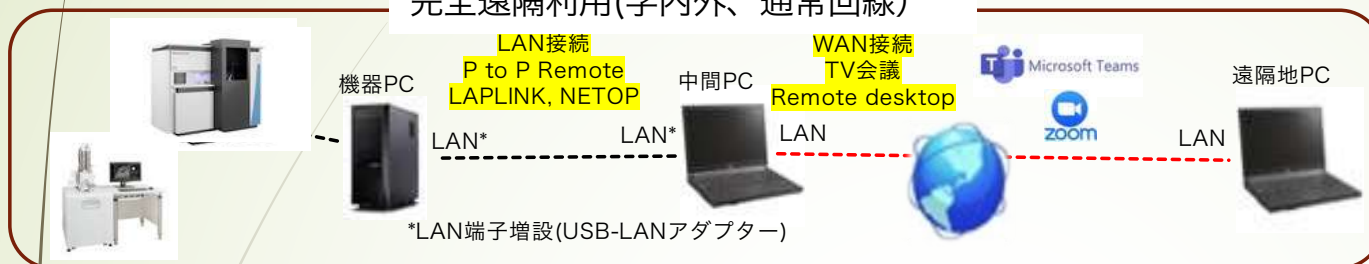 完全遠隔利用(学内外、通常回線)
LAN接続
P to P Remote
LAPLINK, NETOP
WAN接続
TV会議
Remote desktop
Microsoft Teams
zoom
機器PC
中間PC
遠隔地PC
LAN*
LAN*
LAN
LAN
*LAN端子増設(USB-LANアダプター)